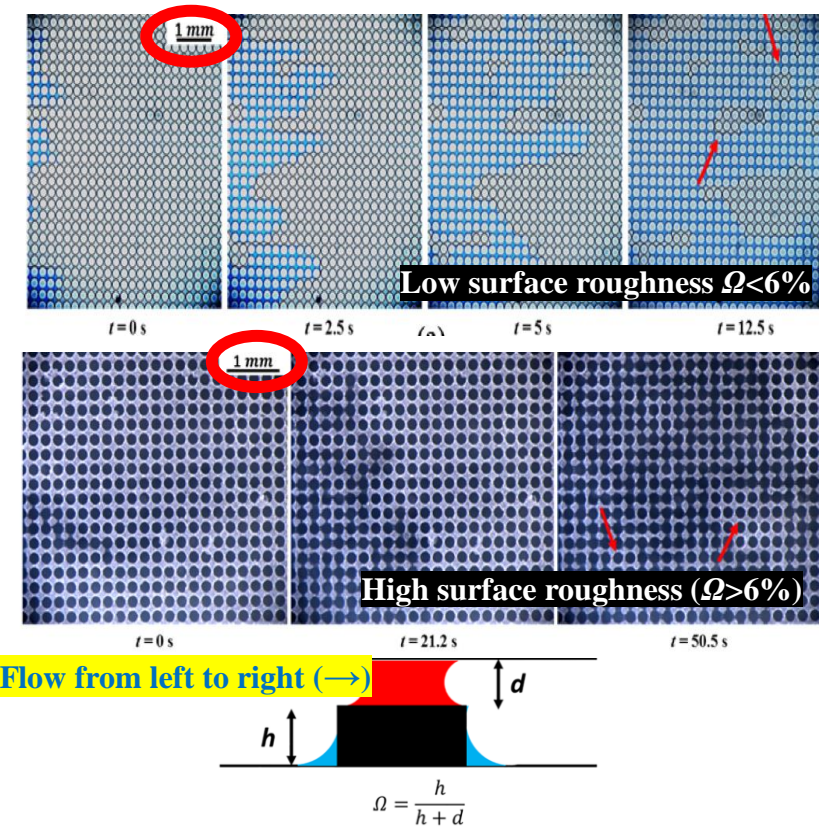 1 mm
Low surface roughness Ω<6%
t = 0 s
t = 2.5 s
t = 5 s
t = 12.5 s
1 mm
High surface roughness (Ω>6%)
t = 0 s
t = 21.2 s
t = 50.5 s
Flow from left to right (→)
d
h
Ω = h / (h + d)